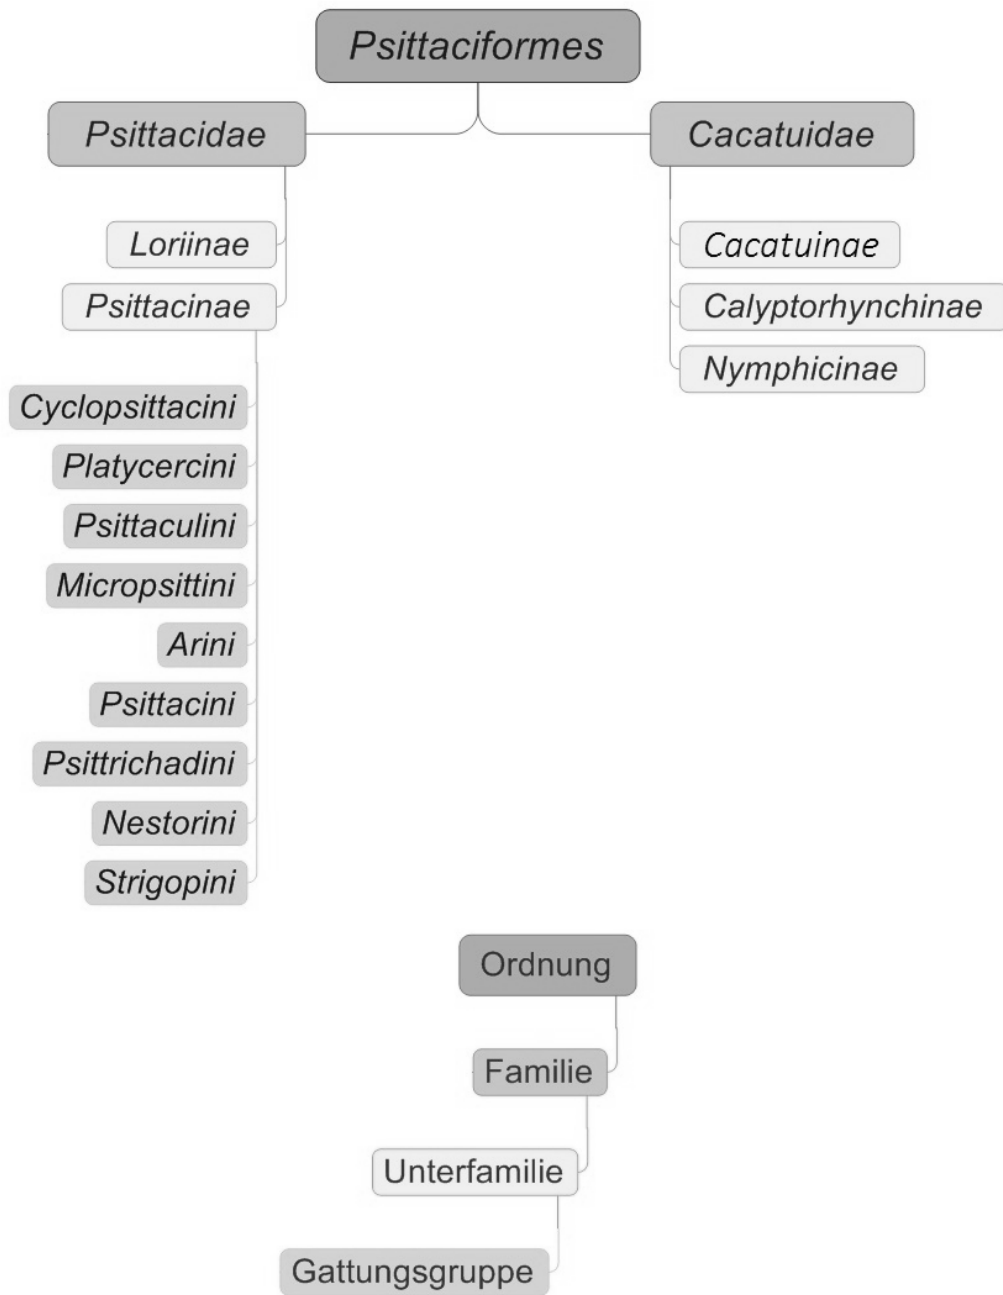 Psittaciformes
Psittacidae
Cacatuidae
Loriinae
Psittacinae
Cacatuinae
Calyptorhynchinae
Nymphicinae
Cyclopsittacini
Platycercini
Psittaculini
Micropsittini
Arini
Psittacini
Psittrichadini
Nestorini
Strigopini
Ordnung
Familie
Unterfamilie
Gattungsgruppe